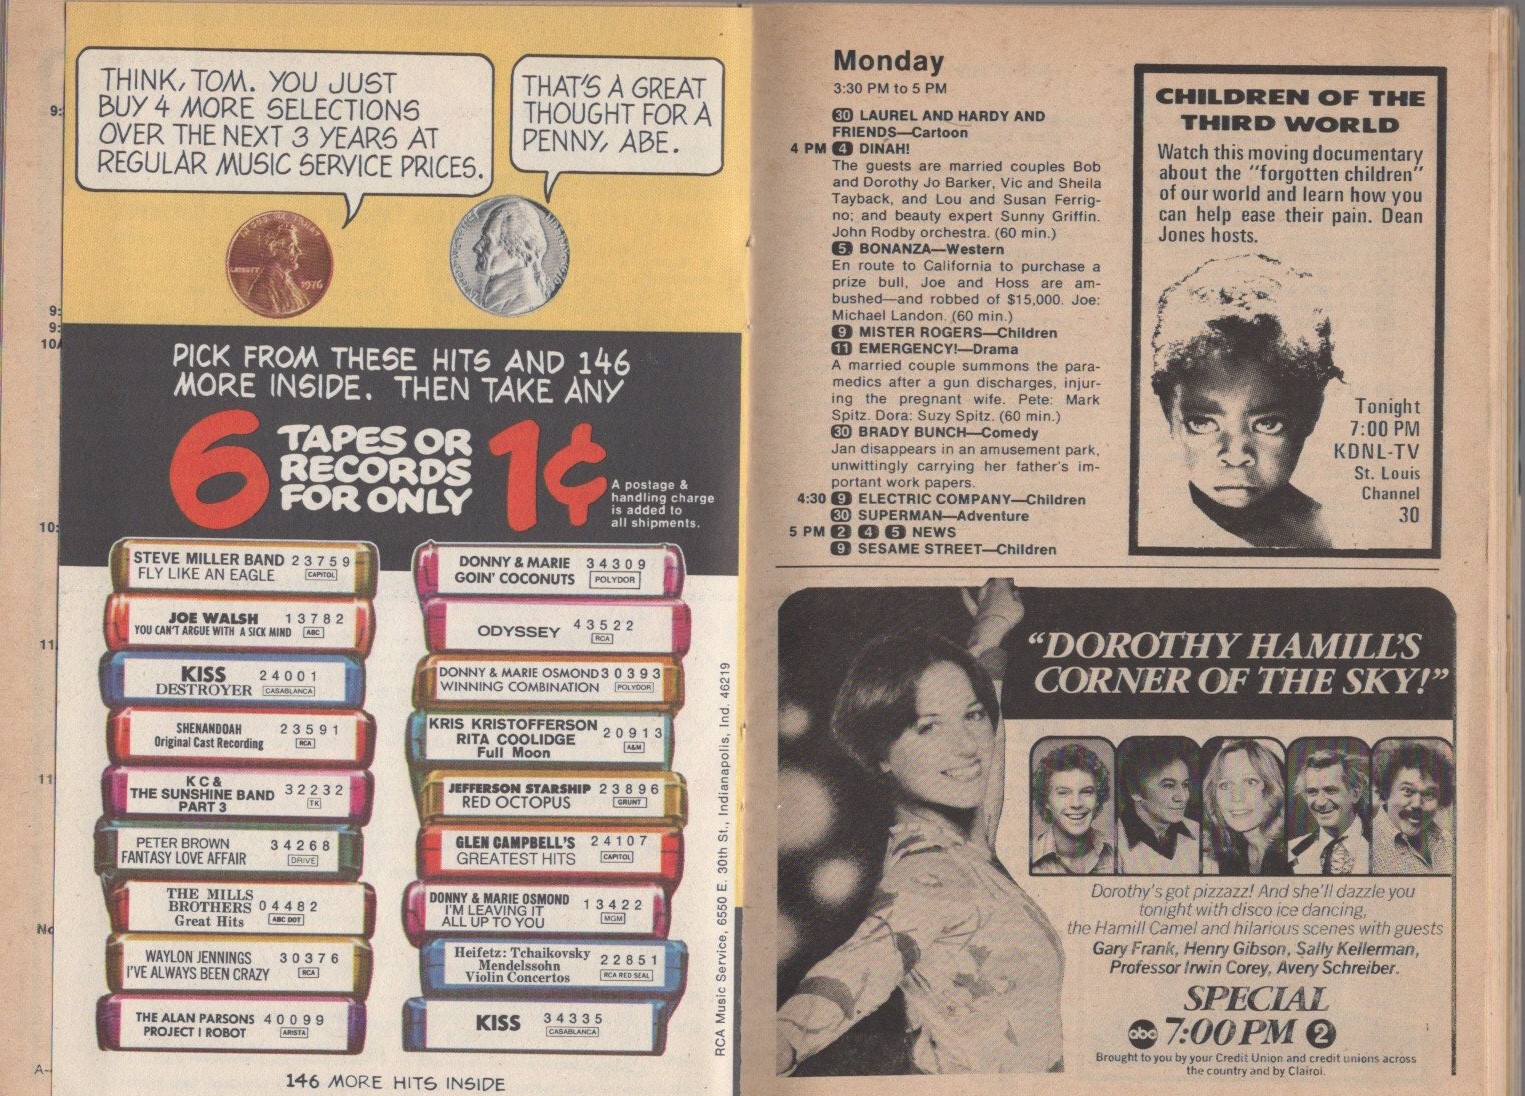 THINK, TOM. YOU JUST
BUY 4 MORE SELECTIONS
OVER THE NEXT 3 YEARS AT
REGULAR MUSIC SERVICE PRICES.
THAT'S A GREAT
THOUGHT FOR A
PENNY, ABE.
LIBERTY
1976
PICK FROM THESE HITS AND 146
MORE INSIDE. THEN TAKE ANY
6 TAPES OR
RECORDS
FOR ONLY 1¢
A postage &
handling charge
is added to
all shipments.
STEVE MILLER BAND 23759
FLY LIKE AN EAGLE CAPITOL
JOE WALSH 13782
YOU CAN'T ARGUE WITH A SICK MIND ABC
KISS 24001
DESTROYER CASABLANCA
SHENANDOAH 23591
Original Cast Recording RCA
K C &
THE SUNSHINE BAND 32232
PART 3 TK
PETER BROWN 34268
FANTASY LOVE AFFAIR DRIVE
THE MILLS
BROTHERS 04482
Great Hits ABC DOT
WAYLON JENNINGS 30376
I'VE ALWAYS BEEN CRAZY RCA
THE ALAN PARSONS 40099
PROJECT I ROBOT ARISTA
DONNY & MARIE 34309
GOIN' COCONUTS POLYDOR
ODYSSEY 43522
RCA
DONNY & MARIE OSMOND 30393
WINNING COMBINATION POLYDOR
KRIS KRISTOFFERSON
RITA COOLIDGE 20913
Full Moon A&M
JEFFERSON STARSHIP 23896
RED OCTOPUS GRUNT
GLEN CAMPBELL'S 24107
GREATEST HITS CAPITOL
DONNY & MARIE OSMOND 13422
I'M LEAVING IT
ALL UP TO YOU MGM
Heifetz: Tchaikovsky
Mendelssohn 22851
Violin Concertos RCA RED SEAL
KISS 34335
CASABLANCA
146 MORE HITS INSIDE
RCA Music Service, 6550 E. 30th St., Indianapolis, Ind. 46219
Monday
3:30 PM to 5 PM
30 LAUREL AND HARDY AND
FRIENDS—Cartoon
4 PM 4 DINAH!
The guests are married couples Bob
and Dorothy Jo Barker, Vic and Sheila
Tayback, and Lou and Susan Ferrig-
no; and beauty expert Sunny Griffin.
John Rodby orchestra. (60 min.)
5 BONANZA—Western
En route to California to purchase a
prize bull, Joe and Hoss are am-
bushed—and robbed of $15,000. Joe:
Michael Landon. (60 min.)
9 MISTER ROGERS—Children
11 EMERGENCY!—Drama
A married couple summons the para-
medics after a gun discharges, injur-
ing the pregnant wife. Pete: Mark
Spitz. Dora: Suzy Spitz. (60 min.)
30 BRADY BUNCH—Comedy
Jan disappears in an amusement park,
unwittingly carrying her father's im-
portant work papers.
4:30 9 ELECTRIC COMPANY—Children
30 SUPERMAN—Adventure
5 PM 2 4 5 NEWS
9 SESAME STREET—Children
CHILDREN OF THE
THIRD WORLD
Watch this moving documentary
about the "forgotten children"
of our world and learn how you
can help ease their pain. Dean
Jones hosts.
Tonight
7:00 PM
KDNL-TV
St. Louis
Channel
30
"DOROTHY HAMILL'S
CORNER OF THE SKY!"
Dorothy's got pizzazz! And she'll dazzle you
tonight with disco ice dancing,
the Hamill Camel and hilarious scenes with guests
Gary Frank, Henry Gibson, Sally Kellerman,
Professor Irwin Corey, Avery Schreiber.
SPECIAL
abc 7:00 PM 2
Brought to you by your Credit Union and credit unions across
the country and by Clairol.